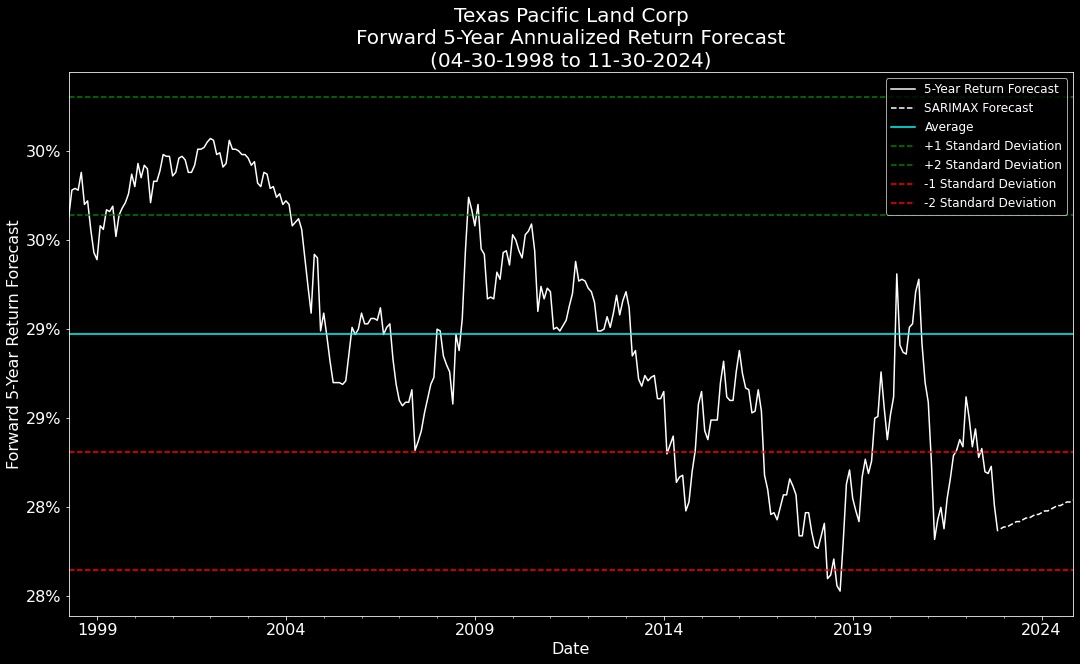 Texas Pacific Land Corp
Forward 5-Year Annualized Return Forecast
(04-30-1998 to 11-30-2024)
5-Year Return Forecast
SARIMAX Forecast
Average
+1 Standard Deviation
+2 Standard Deviation
-1 Standard Deviation
-2 Standard Deviation
Forward 5-Year Return Forecast
30%
30%
29%
29%
28%
28%
1999
2004
2009
2014
2019
2024
Date